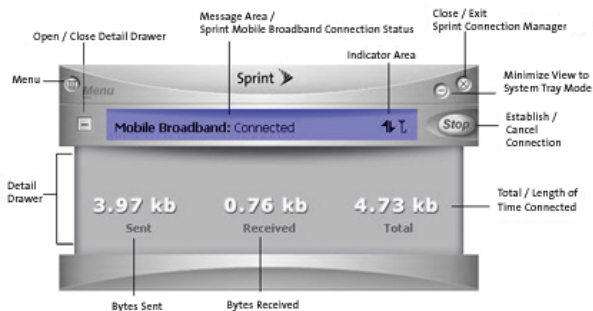 Message Area /
Sprint Mobile Broadband Connection Status
Close / Exit
Sprint Connection Manager
Open / Close Detail Drawer
Indicator Area
Menu
Menu
Sprint
Minimize View to
System Tray Mode
Mobile Broadband: Connected
Stop
Establish /
Cancel
Connection
Detail
Drawer
3.97 kb
0.76 kb
4.73 kb
Sent
Received
Total
Total / Length of
Time Connected
Bytes Sent
Bytes Received